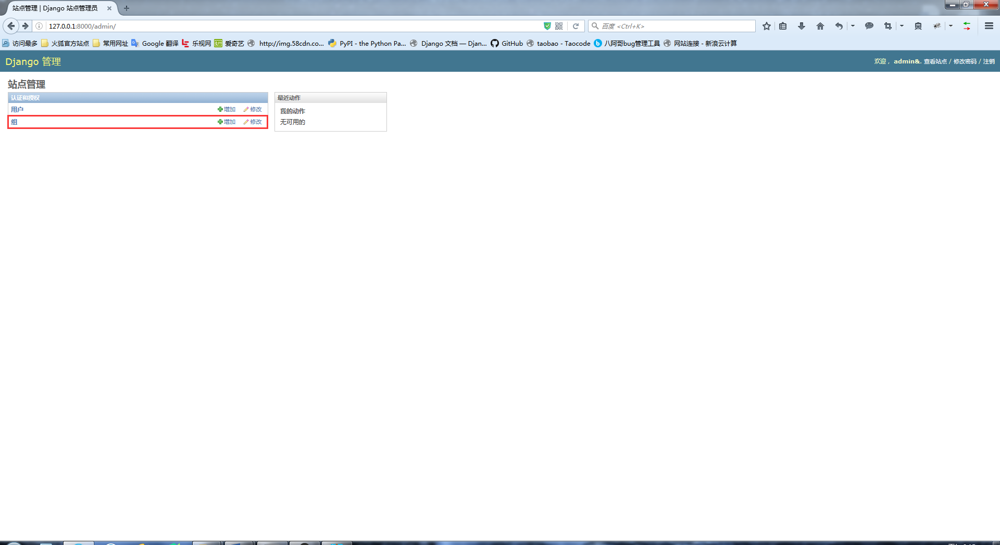 站点管理 | Django 站点管理员
127.0.0.1:8000/admin/
百度 <Ctrl+K>
访问最多 火狐官方站点 常用网址 Google 翻译 乐视网 爱奇艺 http://img.58cdn.co... PyPI - the Python Pa... Django 文档 — Djan... GitHub taobao - Taocode 八阿哥bug管理工具 网站连接 - 新浪云计算
Django 管理
欢迎， admin&. 查看站点 / 修改密码 / 注销
站点管理
认证和授权
用户 增加 修改
组 增加 修改
最近动作
我的动作
无可用的